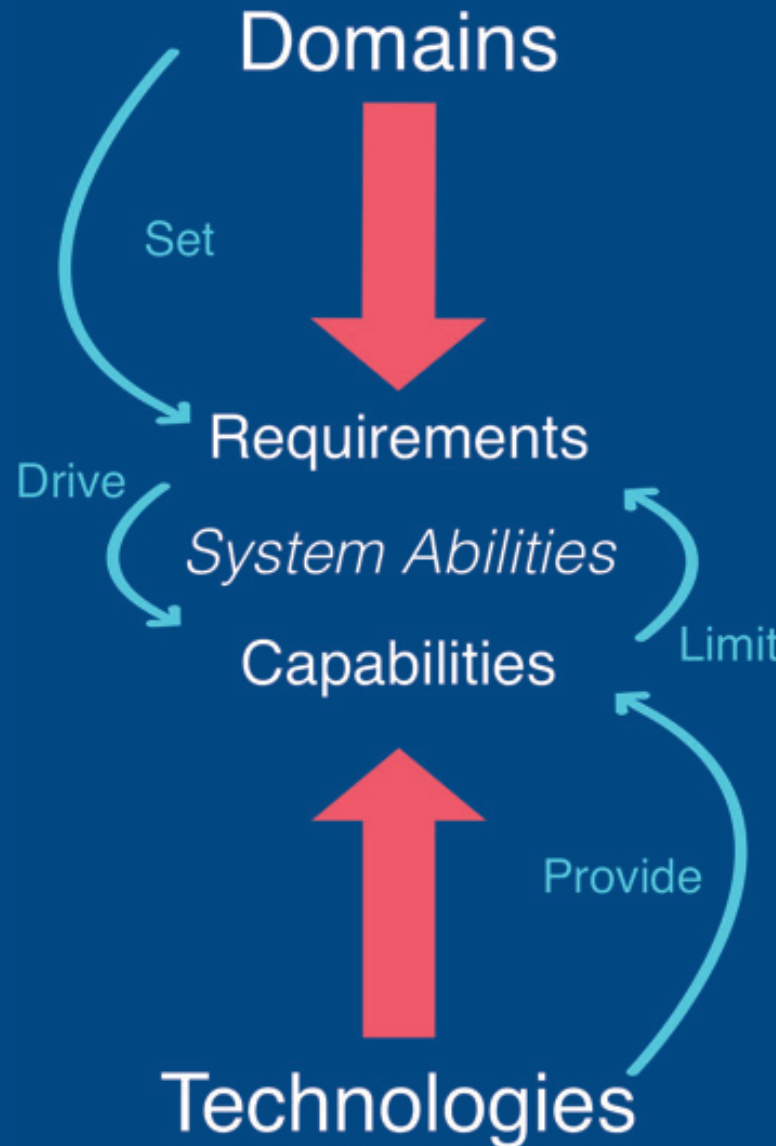 Domains
Set
Requirements
Drive
System Abilities
Capabilities
Limit
Provide
Technologies